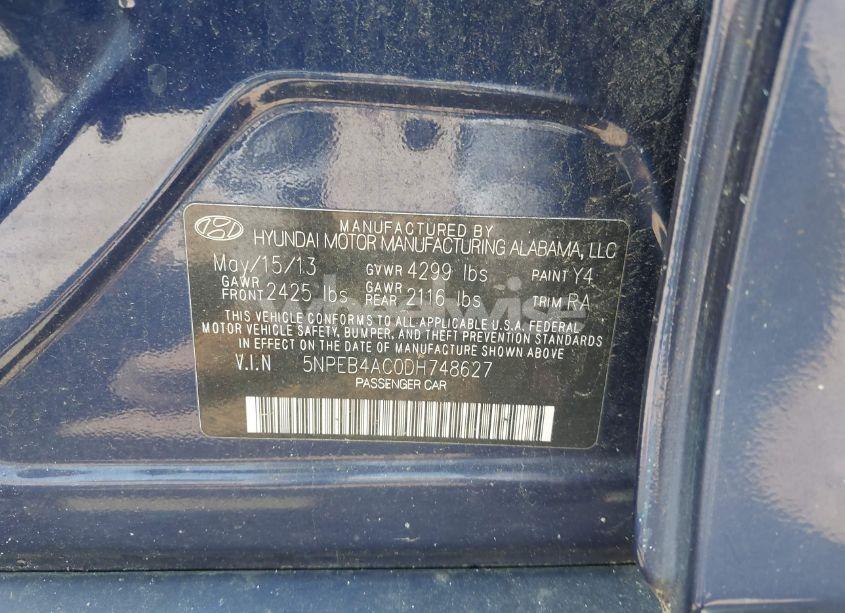 MANUFACTURED BY
HYUNDAI MOTOR MANUFACTURING ALABAMA, LLC
May/15/13 GVWR 4299 lbs PAINT Y4
GAWR FRONT 2425 lbs GAWR REAR 2116 lbs TRIM RA
THIS VEHICLE CONFORMS TO ALL APPLICABLE U.S.A. FEDERAL
MOTOR VEHICLE SAFETY, BUMPER, AND THEFT PREVENTION STANDARDS
IN EFFECT ON THE DATE OF MANUFACTURE SHOWN ABOVE
V.I.N 5NPEB4AC0DH748627
PASSENGER CAR